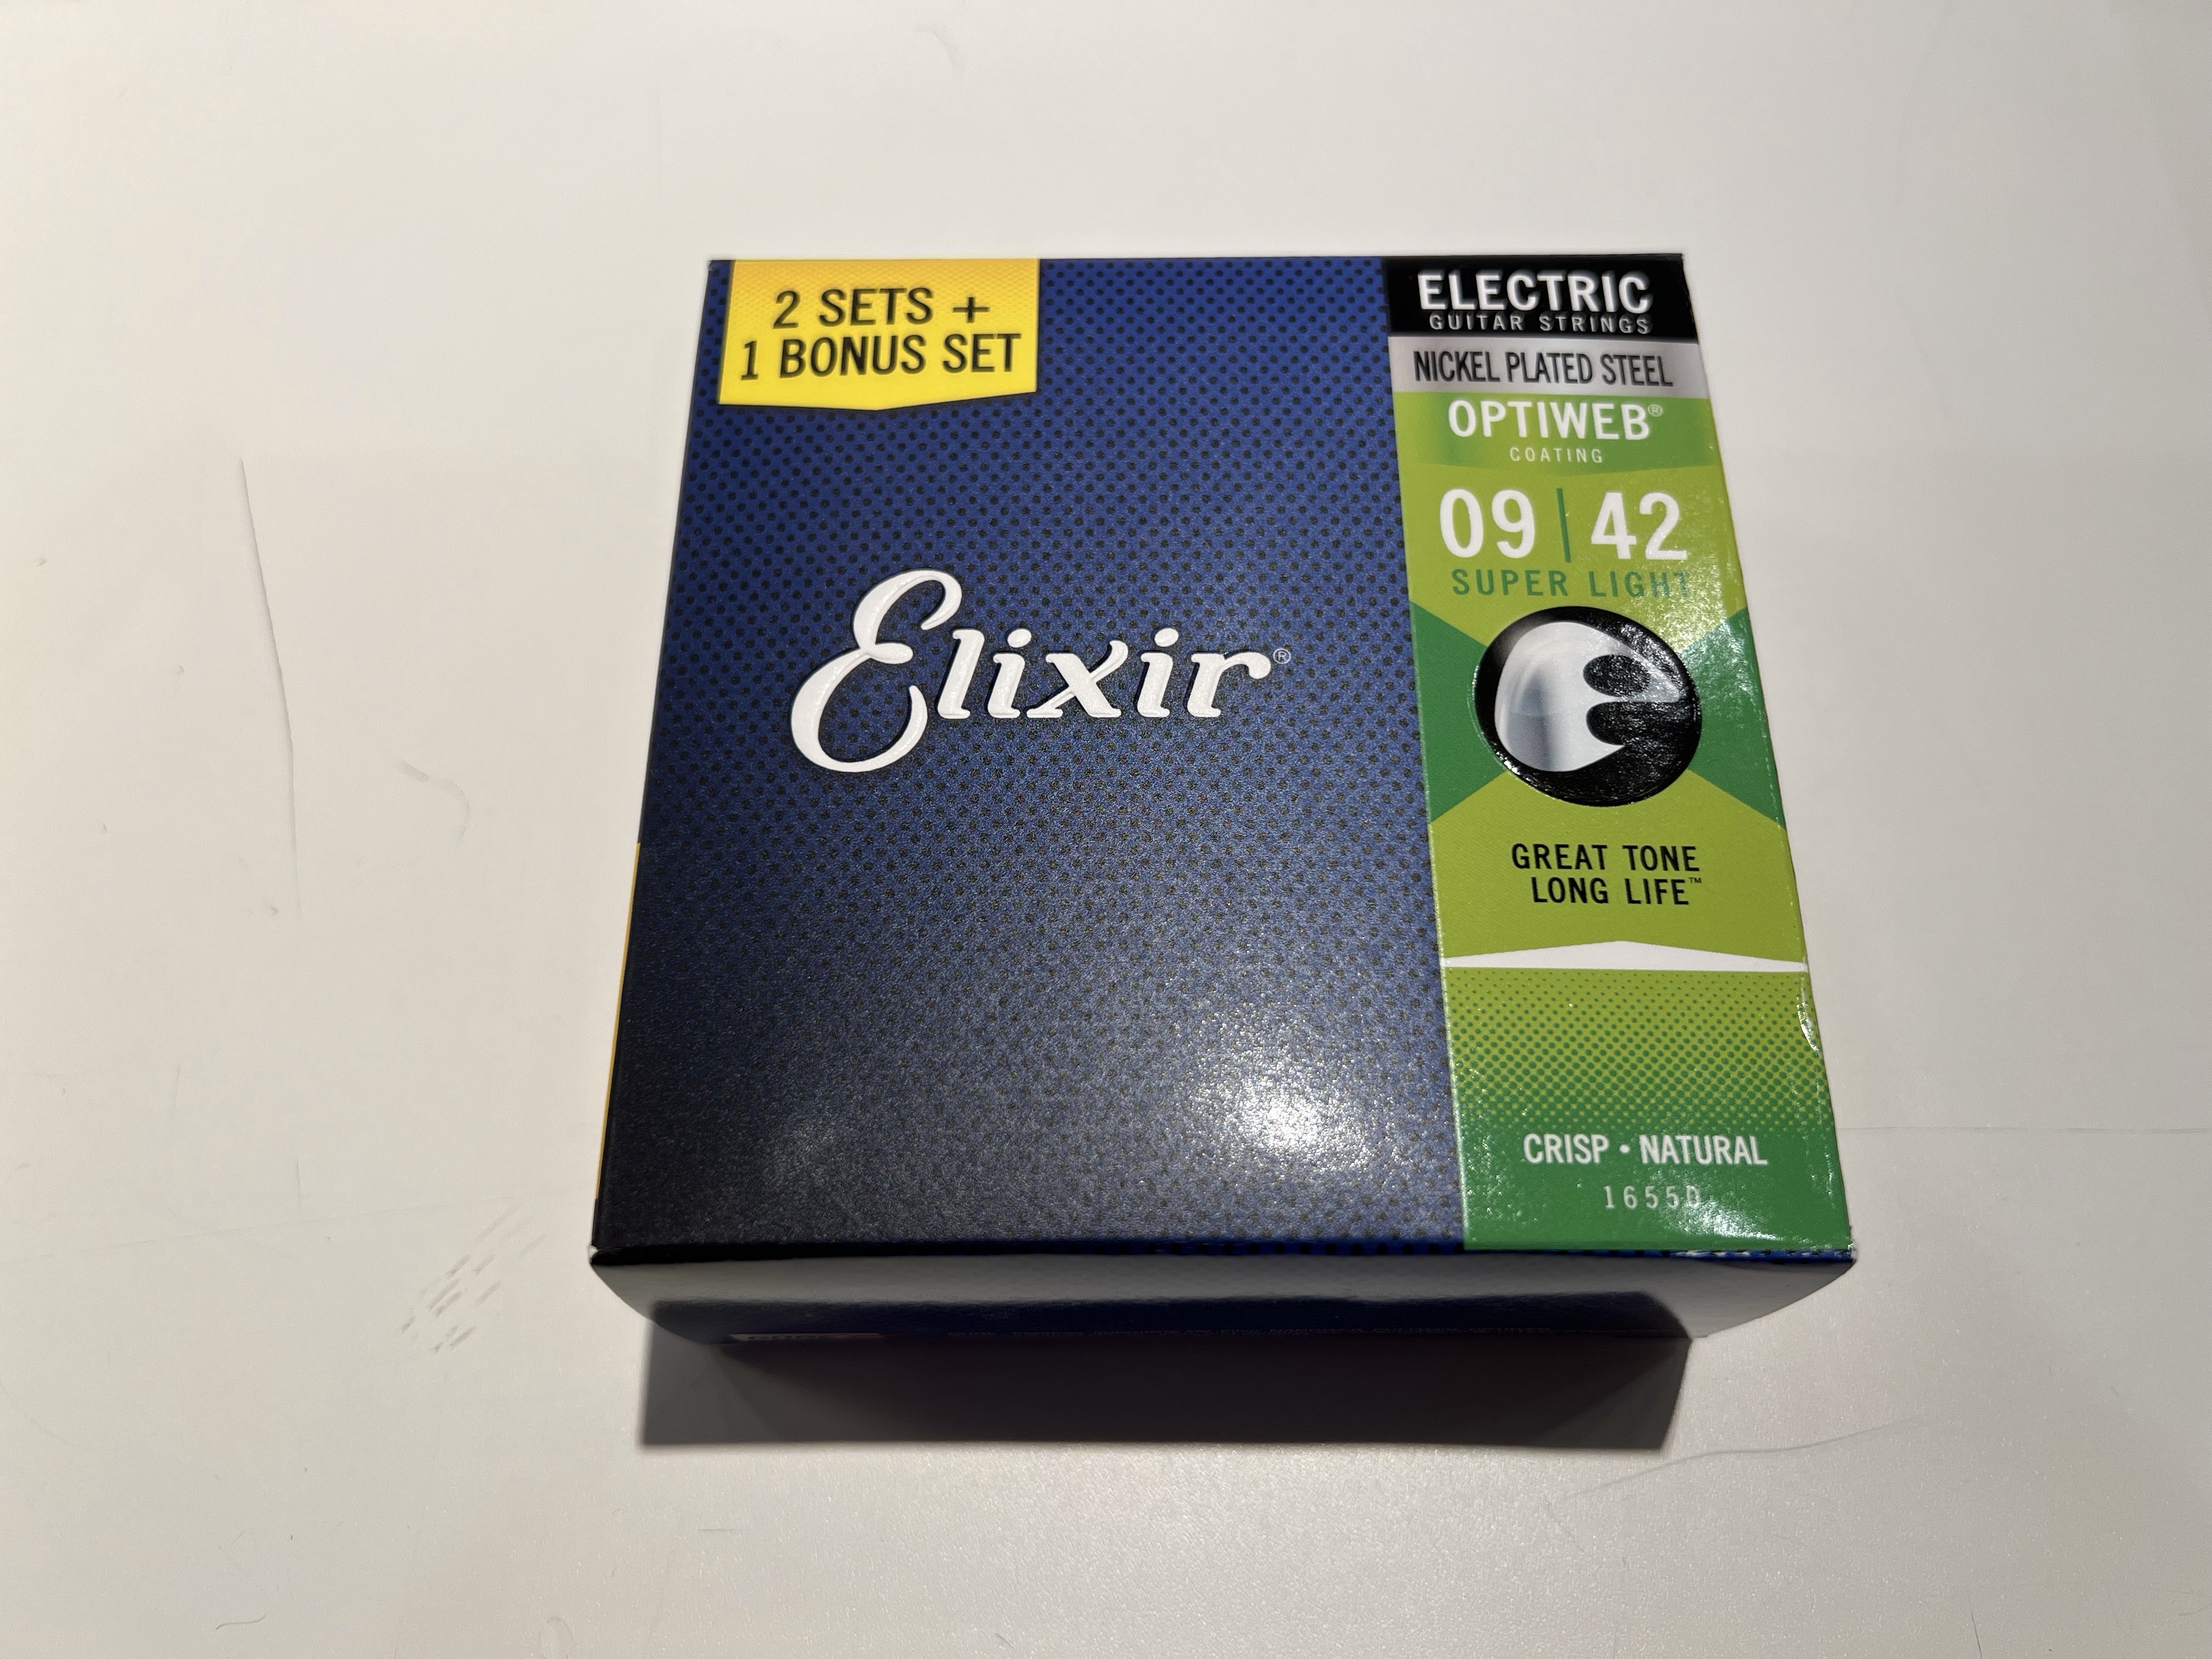 2 SETS +
1 BONUS SET
Elixir®
ELECTRIC
GUITAR STRINGS
NICKEL PLATED STEEL
OPTIWEB®
COATING
09 | 42
SUPER LIGHT
GREAT TONE
LONG LIFE™
CRISP • NATURAL